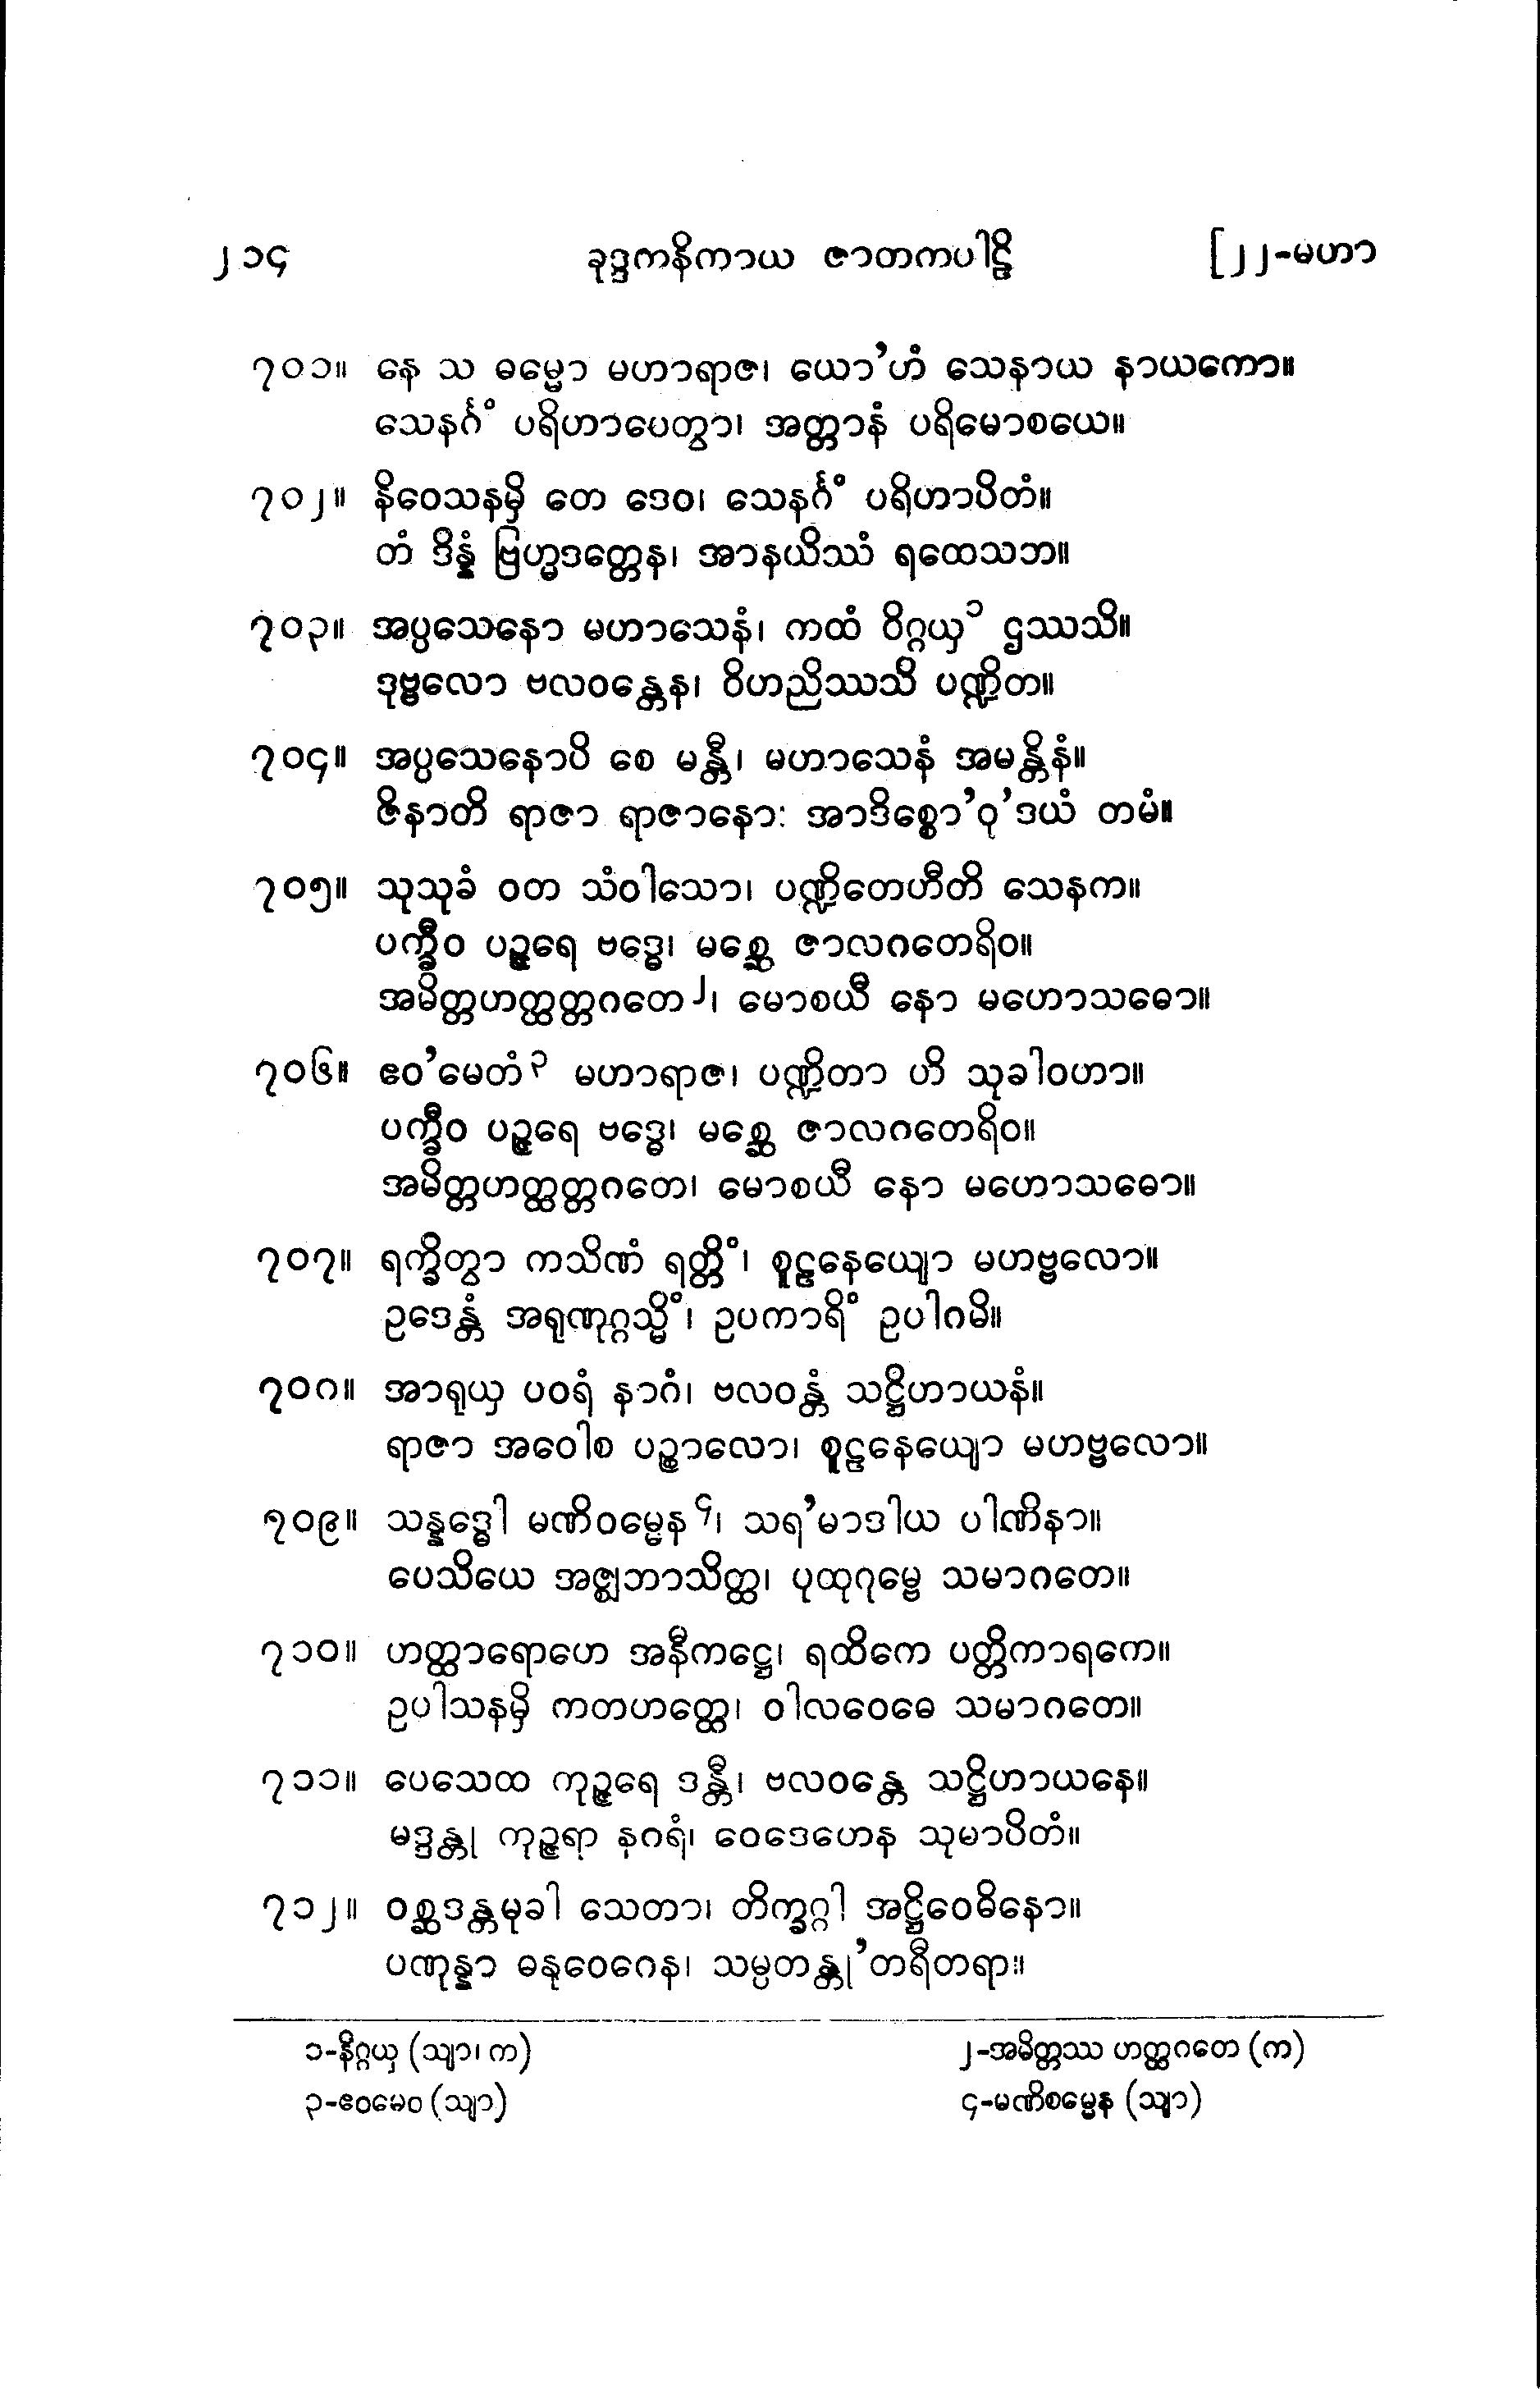 ၂၁၄ ခုဒ္ဒကနိကာယ ဇာတကပါဠိ [၂၂-မဟာ
၇၀၁။ နေ သ ဓမ္မော မဟာရာဇ၊ ယော’ဟံ သေနာယ နာယကော။
သေနင်္ဂံ ပရိဟာပေတွာ၊ အတ္တာနံ ပရိမောစယေ။
၇၀၂။ နိဝေသနမှိ တေ ဒေဝ၊ သေနင်္ဂံ ပရိဟာပိတံ။
တံ ဒိန္နံ ဗြဟ္မဒတ္တေန၊ အာနယိဿံ ရထေသဘ။
၇၀၃။ အပ္ပသေနော မဟာသေနံ၊ ကထံ ဝိဂ္ဂယှ ၁ ဌဿသိ။
ဒုဗ္ဗလော ဗလဝန္တေန၊ ဝိဟညိဿသိ ပဏ္ဍိတ။
၇၀၄။ အပ္ပသေနောပိ စေ မန္တီ၊ မဟာသေနံ အမန္တိနံ။
ဇိနာတိ ရာဇာ ရာဇာနော၊ အာဒိစ္စော’ဝု’ဒယံ တမံ။
၇၀၅။ သုသုခံ ဝတ သံဝါသော၊ ပဏ္ဍိတေဟီတိ သေနက။
ပက္ခီဝ ပဉ္ဇရေ ဗဒ္ဓေ၊ မစ္ဆေ ဇာလဂတေရိဝ။
အမိတ္တဟတ္ထတ္တဂတေ ၂၊ မောစယီ နော မဟောသဓော။
၇၀၆။ ဧဝ’မေတံ ၃ မဟာရာဇ၊ ပဏ္ဍိတာ ဟိ သုခါဝဟာ။
ပက္ခီဝ ပဉ္ဇရေ ဗဒ္ဓေ၊ မစ္ဆေ ဇာလဂတေရိဝ။
အမိတ္တဟတ္ထတ္တဂတေ၊ မောစယီ နော မဟောသဓော။
၇၀၇။ ရက္ခိတွာ ကသိဏံ ရတ္တိံ၊ စူဠနေယျော မဟဗ္ဗလော။
ဥဒေန္တံ အရုဏုဂ္ဂသ္မိံ၊ ဥပကာရိံ ဥပါဂမိ။
၇၀၈။ အာရုယှ ပဝရံ နာဂံ၊ ဗလဝန္တံ သဋ္ဌိဟာယနံ။
ရာဇာ အဝေါစ ပဉ္စာလော၊ စူဠနေယျော မဟဗ္ဗလော။
၇၀၉။ သန္နဒ္ဓေါ မဏိဝမ္မေန ၄၊ သရ’မာဒါယ ပါဏိနာ။
ပေသိယေ အဇ္ဈဘာသိတ္ထ၊ ပုထုဂုမ္ဗေ သမာဂတေ။
၇၁၀။ ဟတ္ထာရောဟေ အနီကဋ္ဌေ၊ ရထိကေ ပတ္တိကာရကေ။
ဥပါသနမှိ ကတဟတ္ထေ၊ ဝါလဝေဓေ သမာဂတေ။
၇၁၁။ ပေသေထ ကုဉ္ဇရေ ဒန္တီ၊ ဗလဝန္တေ သဋ္ဌိဟာယနေ။
မဒ္ဒန္တု ကုဉ္ဇရာ နဂရံ၊ ဝေဒေဟေန သုမာပိတံ။
၇၁၂။ ဝစ္ဆဒန္တမုခါ သေတာ၊ တိက္ခဂ္ဂါ အဋ္ဌိဝေဓိနော။
ပဏုန္နာ ဓနုဝေဂေန၊ သမ္ပတန္တု’တရီတရာ။
၁-နိဂ္ဂယှ (သျာ၊ က) ၂-အမိတ္တဿ ဟတ္ထဂတေ (က)
၃-ဧဝမေဝ (သျာ) ၄-မဏိစမ္မေန (သျာ)